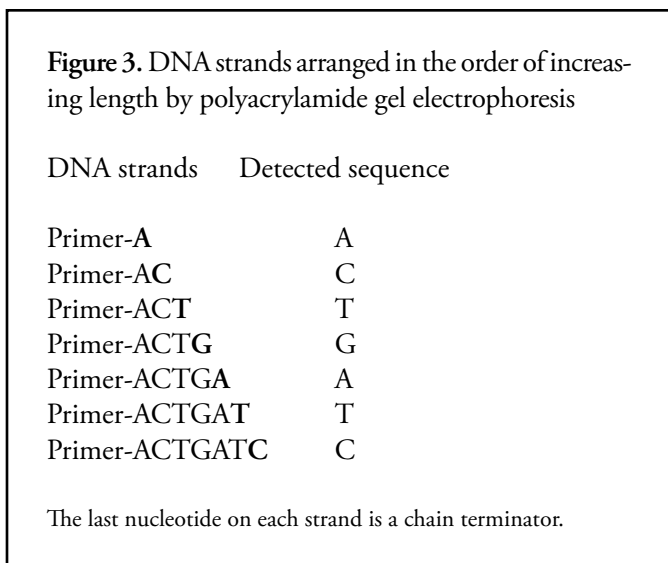 Figure 3. DNA strands arranged in the order of increas-
ing length by polyacrylamide gel electrophoresis
DNA strands Detected sequence
Primer-A A
Primer-AC C
Primer-ACT T
Primer-ACTG G
Primer-ACTGA A
Primer-ACTGAT T
Primer-ACTGATC C
The last nucleotide on each strand is a chain terminator.